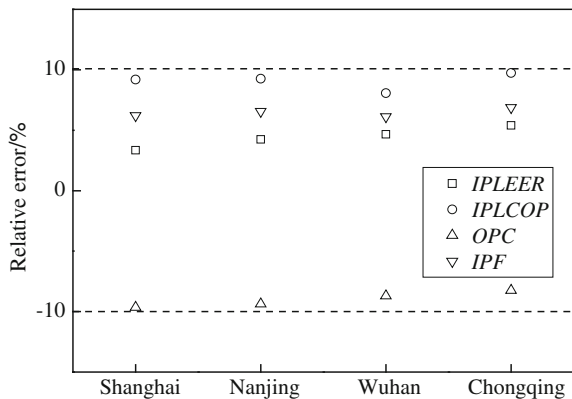 Relative error/%
10
0
-10
IPLEER
IPLCOP
OPC
IPF
Shanghai
Nanjing
Wuhan
Chongqing